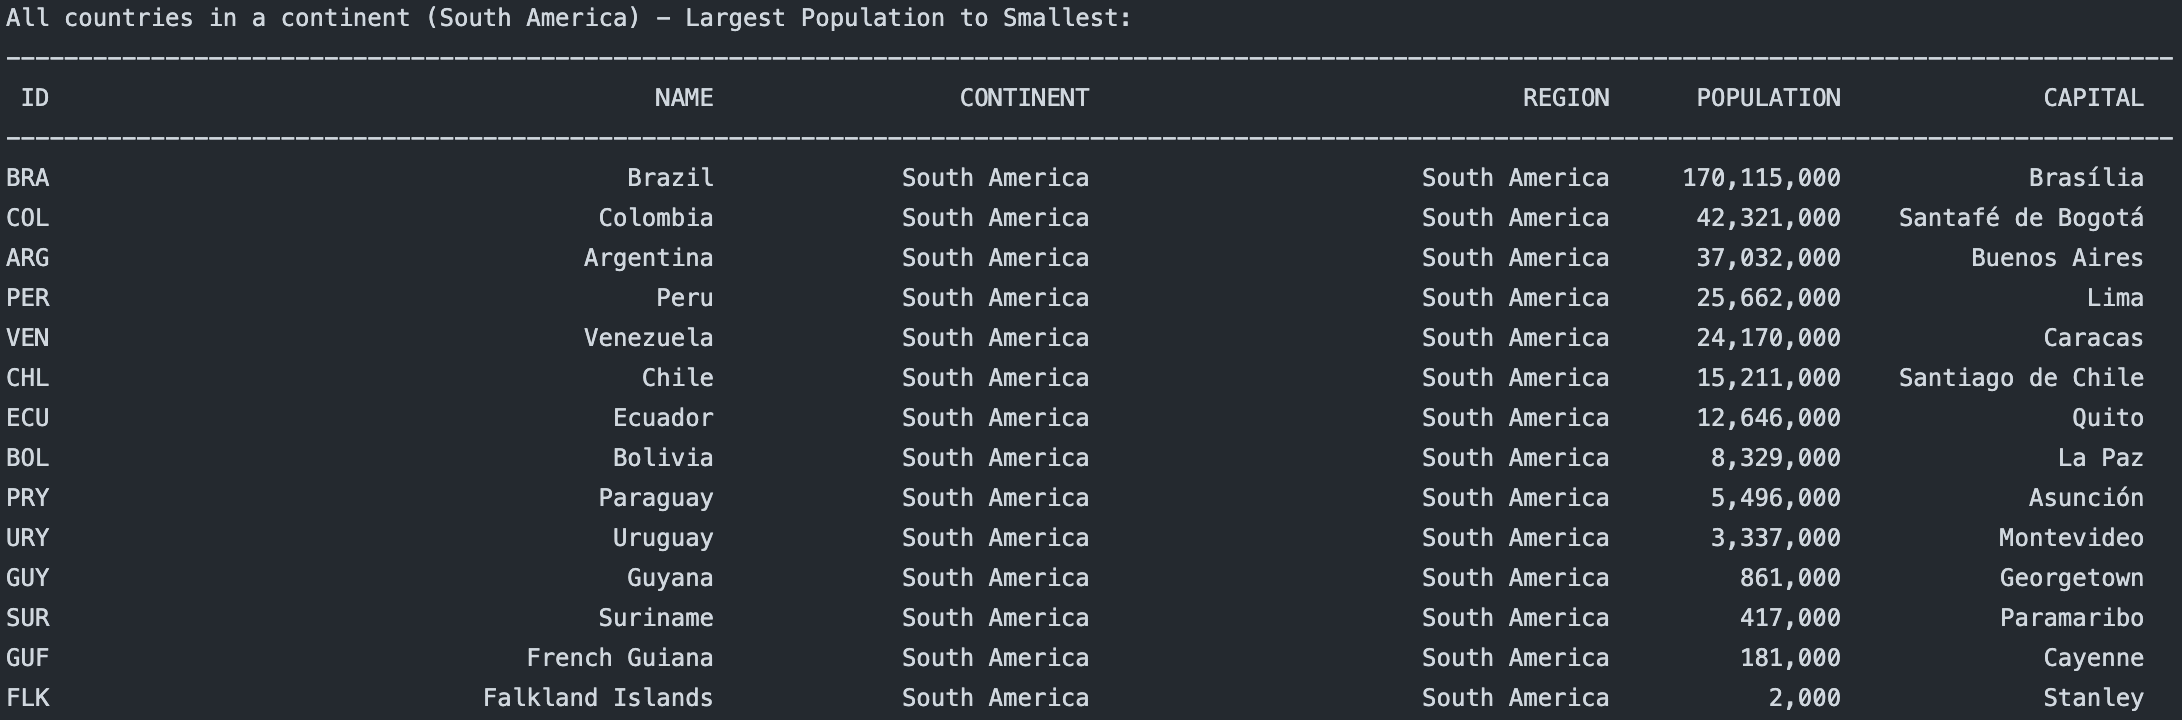 All countries in a continent (South America) - Largest Population to Smallest:
------------------------------------------------------------------------------------------------------------------------------------------------------
ID NAME CONTINENT REGION POPULATION CAPITAL
------------------------------------------------------------------------------------------------------------------------------------------------------
BRA Brazil South America South America 170,115,000 Brasília
COL Colombia South America South America 42,321,000 Santafé de Bogotá
ARG Argentina South America South America 37,032,000 Buenos Aires
PER Peru South America South America 25,662,000 Lima
VEN Venezuela South America South America 24,170,000 Caracas
CHL Chile South America South America 15,211,000 Santiago de Chile
ECU Ecuador South America South America 12,646,000 Quito
BOL Bolivia South America South America 8,329,000 La Paz
PRY Paraguay South America South America 5,496,000 Asunción
URY Uruguay South America South America 3,337,000 Montevideo
GUY Guyana South America South America 861,000 Georgetown
SUR Suriname South America South America 417,000 Paramaribo
GUF French Guiana South America South America 181,000 Cayenne
FLK Falkland Islands South America South America 2,000 Stanley